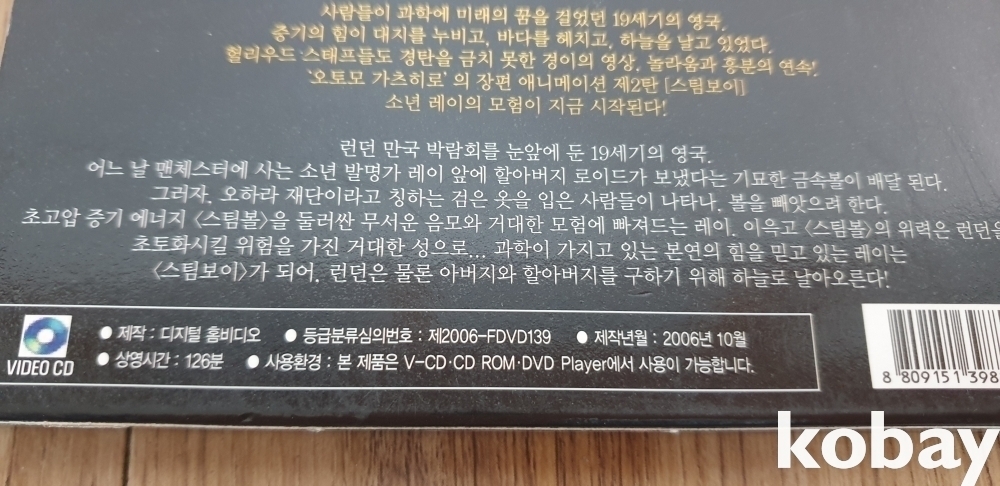 사람들이 과학에 미래의 꿈을 걸었던 19세기의 영국.
증기의 힘이 대지를 누비고, 바다를 헤치고, 하늘을 날고 있었다.
헐리우드 스태프들도 경탄을 금치 못한 경이의 영상. 놀라움과 흥분의 연속!
'오토모 가츠히로' 의 장편 애니메이션 제2탄 [스팀보이]
소년 레이의 모험이 지금 시작된다!
런던 만국 박람회를 눈앞에 둔 19세기의 영국.
어느 날 맨체스터에 사는 소년 발명가 레이 앞에 할아버지 로이드가 보냈다는 기묘한 금속볼이 배달 된다.
그러자, 오하라 재단이라고 칭하는 검은 옷을 입은 사람들이 나타나, 볼을 빼앗으려 한다.
초고압 증기 에너지 〈스팀볼〉을 둘러싼 무서운 음모와 거대한 모험에 빠져드는 레이. 이윽고 〈스팀볼〉의 위력은 런던을
초토화시킬 위험을 가진 거대한 성으로... 과학이 가지고 있는 본연의 힘을 믿고 있는 레이는
〈스팀보이〉가 되어, 런던은 물론 아버지와 할아버지를 구하기 위해 하늘로 날아오른다!
● 제작 : 디지털 홈비디오 ● 등급분류심의번호 : 제2006-FDVD139 ● 제작년월 : 2006년 10월
● 상영시간 : 126분 ● 사용환경 : 본 제품은 V-CD·CD ROM·DVD Player에서 사용이 가능합니다.
VIDEO CD
8 809151 398
kobay